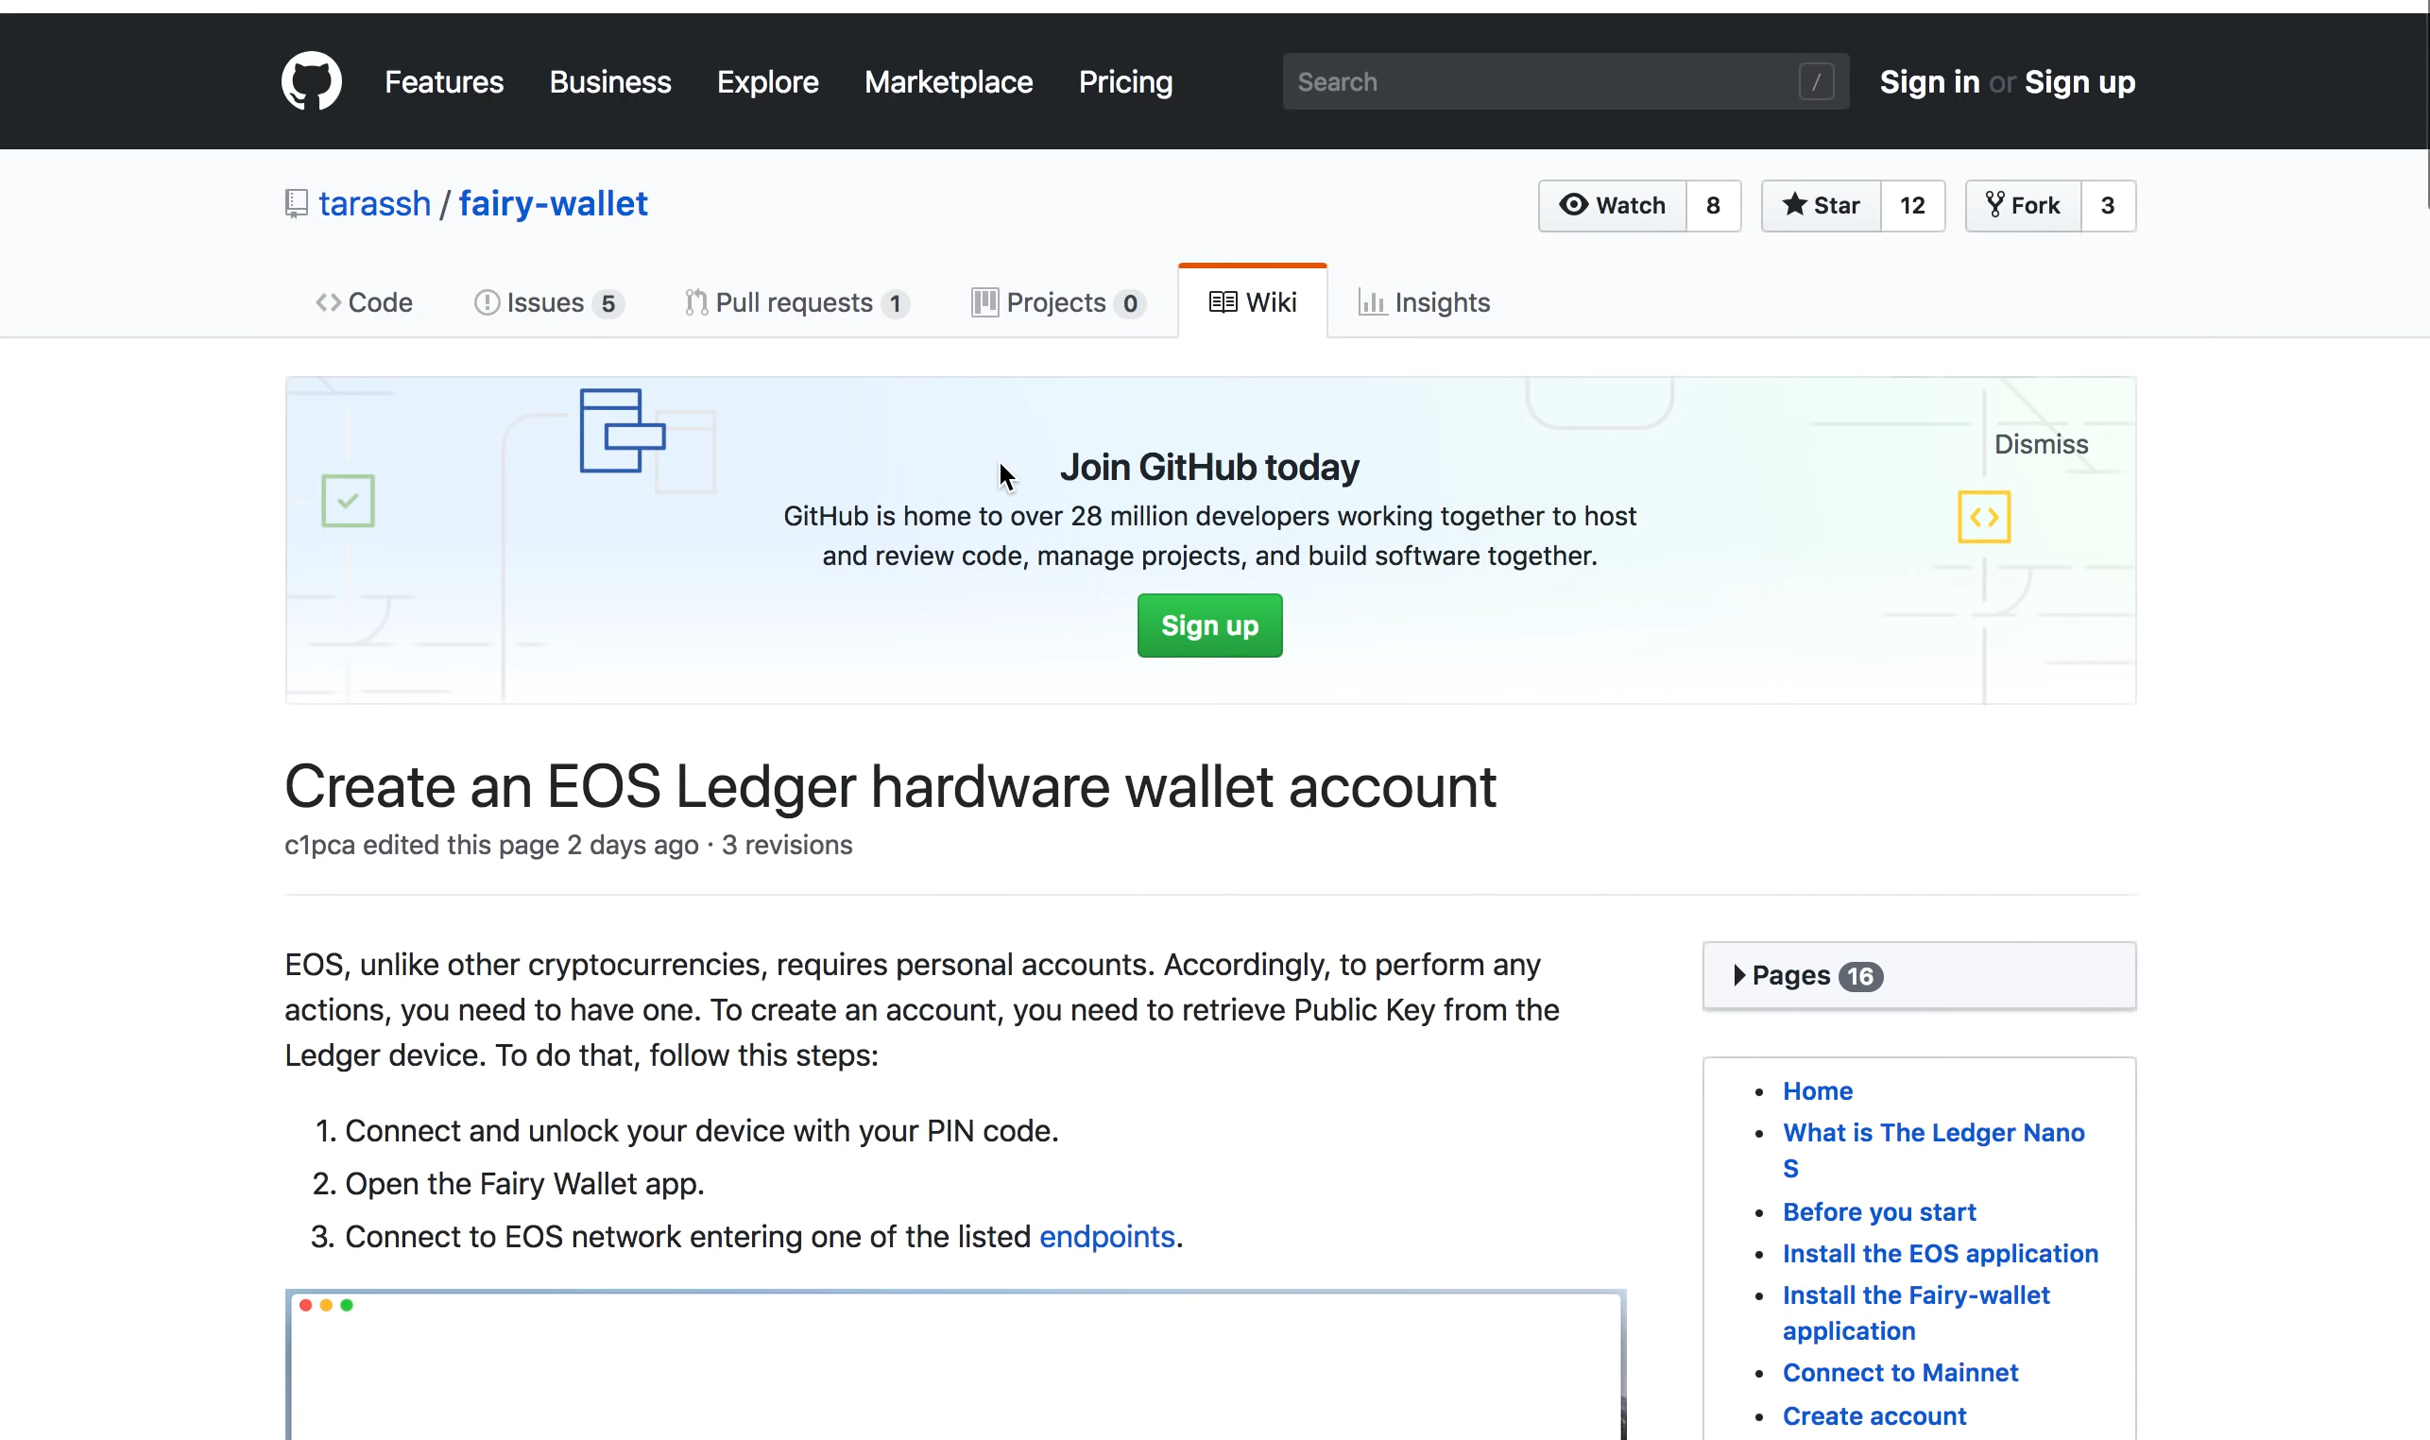 Features Business Explore Marketplace Pricing Search / Sign in or Sign up
tarassh / fairy-wallet Watch 8 Star 12 Fork 3
Code Issues 5 Pull requests 1 Projects 0 Wiki Insights
Dismiss
Join GitHub today
GitHub is home to over 28 million developers working together to host
and review code, manage projects, and build software together.
Sign up
Create an EOS Ledger hardware wallet account
c1pca edited this page 2 days ago · 3 revisions
EOS, unlike other cryptocurrencies, requires personal accounts. Accordingly, to perform any
actions, you need to have one. To create an account, you need to retrieve Public Key from the
Ledger device. To do that, follow this steps:
1. Connect and unlock your device with your PIN code.
2. Open the Fairy Wallet app.
3. Connect to EOS network entering one of the listed endpoints.
Pages 16
• Home
• What is The Ledger Nano
S
• Before you start
• Install the EOS application
• Install the Fairy-wallet
application
• Connect to Mainnet
• Create account